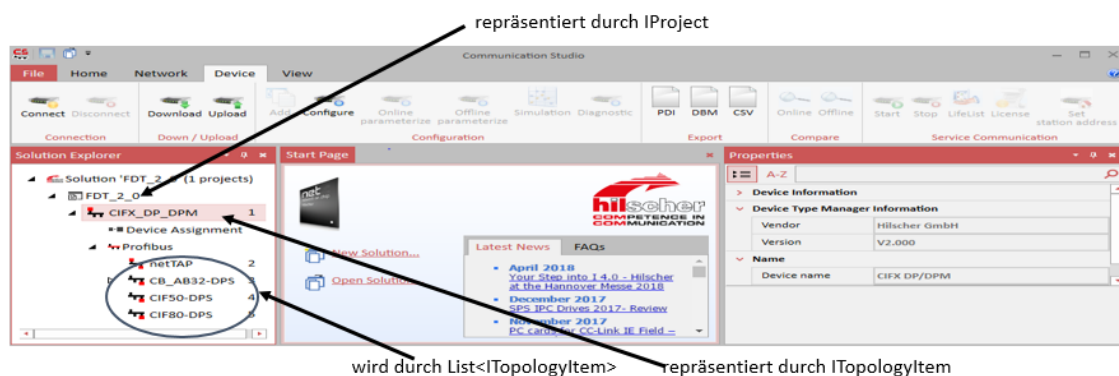 repräsentiert durch IProject
Communication Studio
File Home Network Device View
Connect Disconnect Download Upload Add Configure Online parameterize Offline parameterize Simulation Diagnostic PDI DBM CSV Online Offline Start Stop LifeList License Set station address
Connection Down / Upload Configuration Export Compare Service Communication
Solution Explorer
Solution 'FDT_2_0' (1 projects)
FDT_2_0
CIFX_DP_DPM 1
Device Assignment
Profibus
netTAP 2
CB_AB32-DPS 3
CIF50-DPS 4
CIF80-DPS 5
Start Page
net
hilscher
COMPETENCE IN
COMMUNICATION
New Solution...
Open Solution...
Latest News FAQs
April 2018
Your Step into I 4.0 - Hilscher
at the Hannover Messe 2018
December 2017
SPS IPC Drives 2017- Review
November 2017
PC cards for CC-Link IE Field –
Properties
A-Z
Device Information
Device Type Manager Information
Vendor Hilscher GmbH
Version V2.000
Name
Device name CIFX DP/DPM
wird durch List<ITopologyItem>
repräsentiert durch ITopologyItem